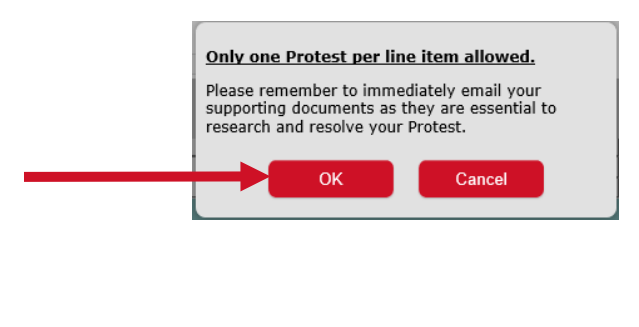 Only one Protest per line item allowed.
Please remember to immediately email your
supporting documents as they are essential to
research and resolve your Protest.
OK
Cancel